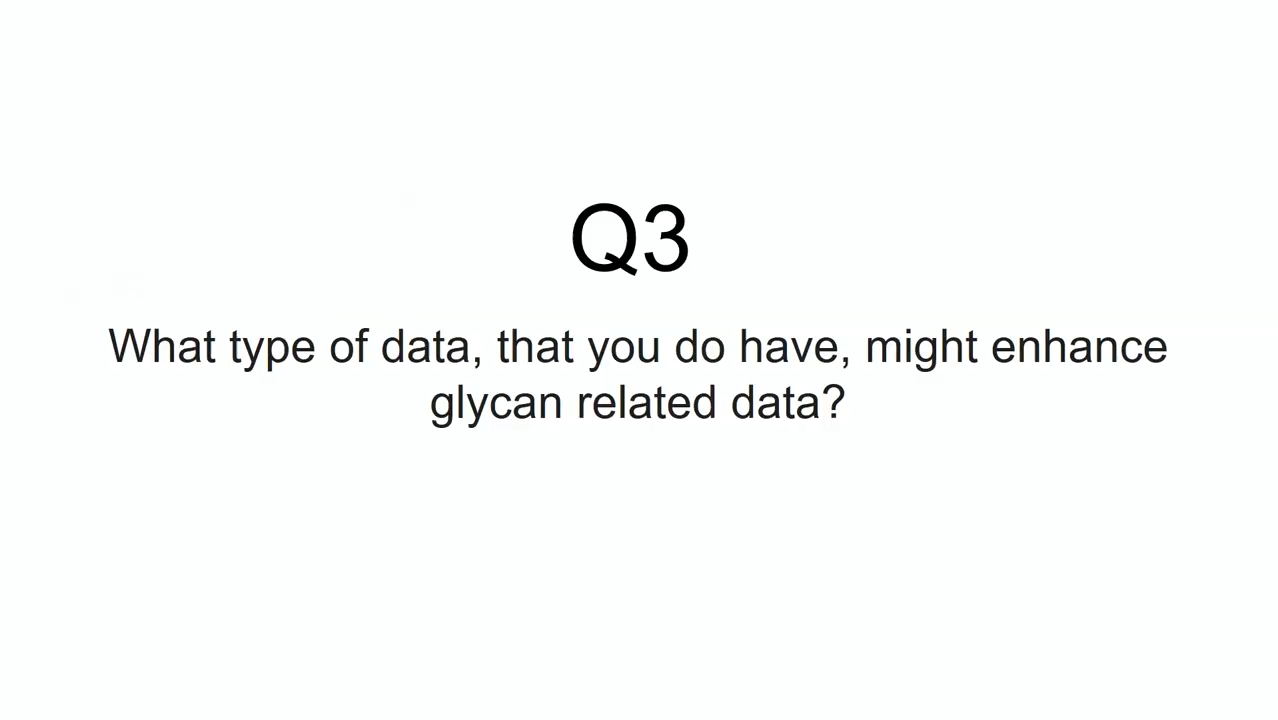 Q3
What type of data, that you do have, might enhance
glycan related data?